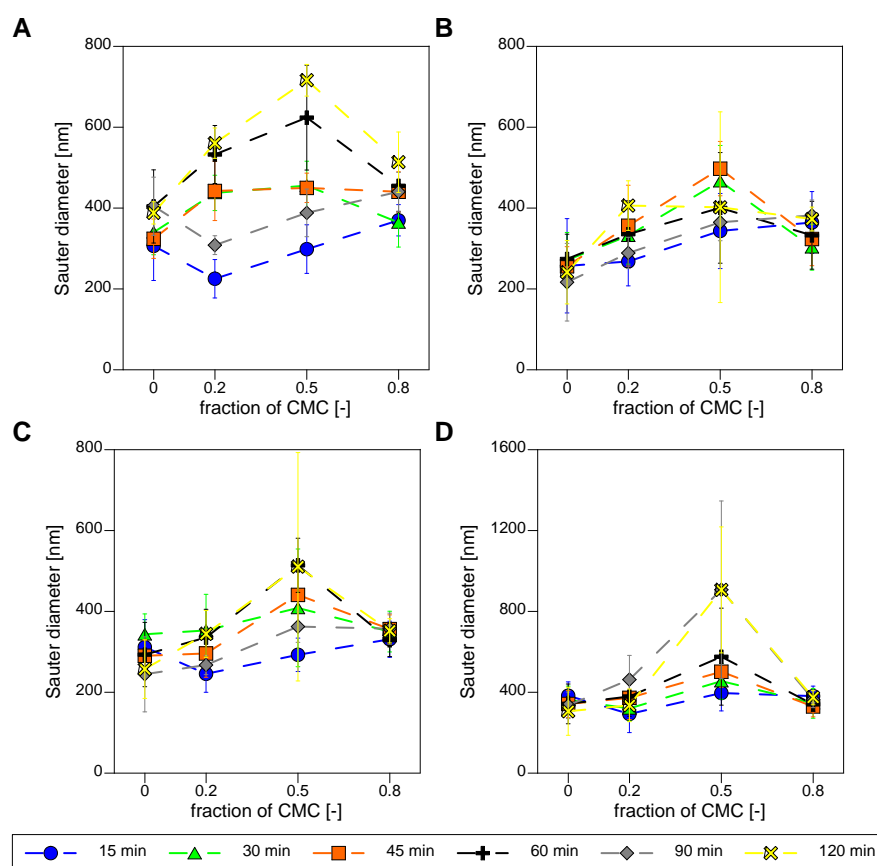 A
B
800
600
400
200
0
Sauter diameter [nm]
0
0.2
0.5
0.8
fraction of CMC [-]
800
600
400
200
0
Sauter diameter [nm]
0
0.2
0.5
0.8
fraction of CMC [-]
C
D
800
600
400
200
0
Sauter diameter [nm]
0
0.2
0.5
0.8
fraction of CMC [-]
1600
1200
800
400
0
Sauter diameter [nm]
0
0.2
0.5
0.8
fraction of CMC [-]
15 min 30 min 45 min 60 min 90 min 120 min